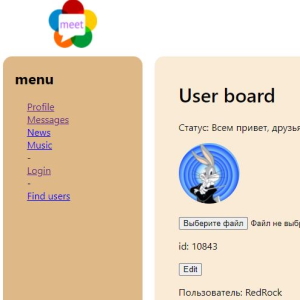 meet
menu
Profile
Messages
News
Music
-
Login
-
Find users
User board
Статус: Всем привет, друзья
Выберите файл Файл не выб
id: 10843
Edit
Пользователь: RedRock